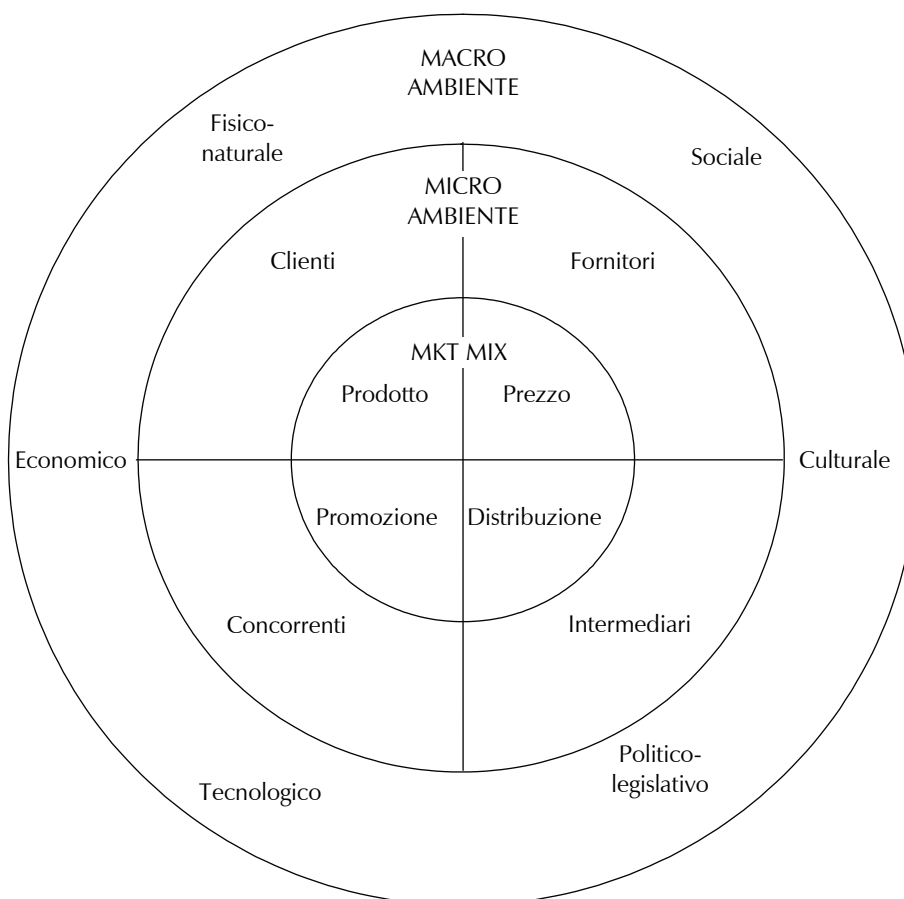 MACRO
AMBIENTE
Fisico-
naturale
Sociale
MICRO
AMBIENTE
Clienti
Fornitori
MKT MIX
Prodotto
Prezzo
Economico
Culturale
Promozione
Distribuzione
Concorrenti
Intermediari
Politico-
legislativo
Tecnologico